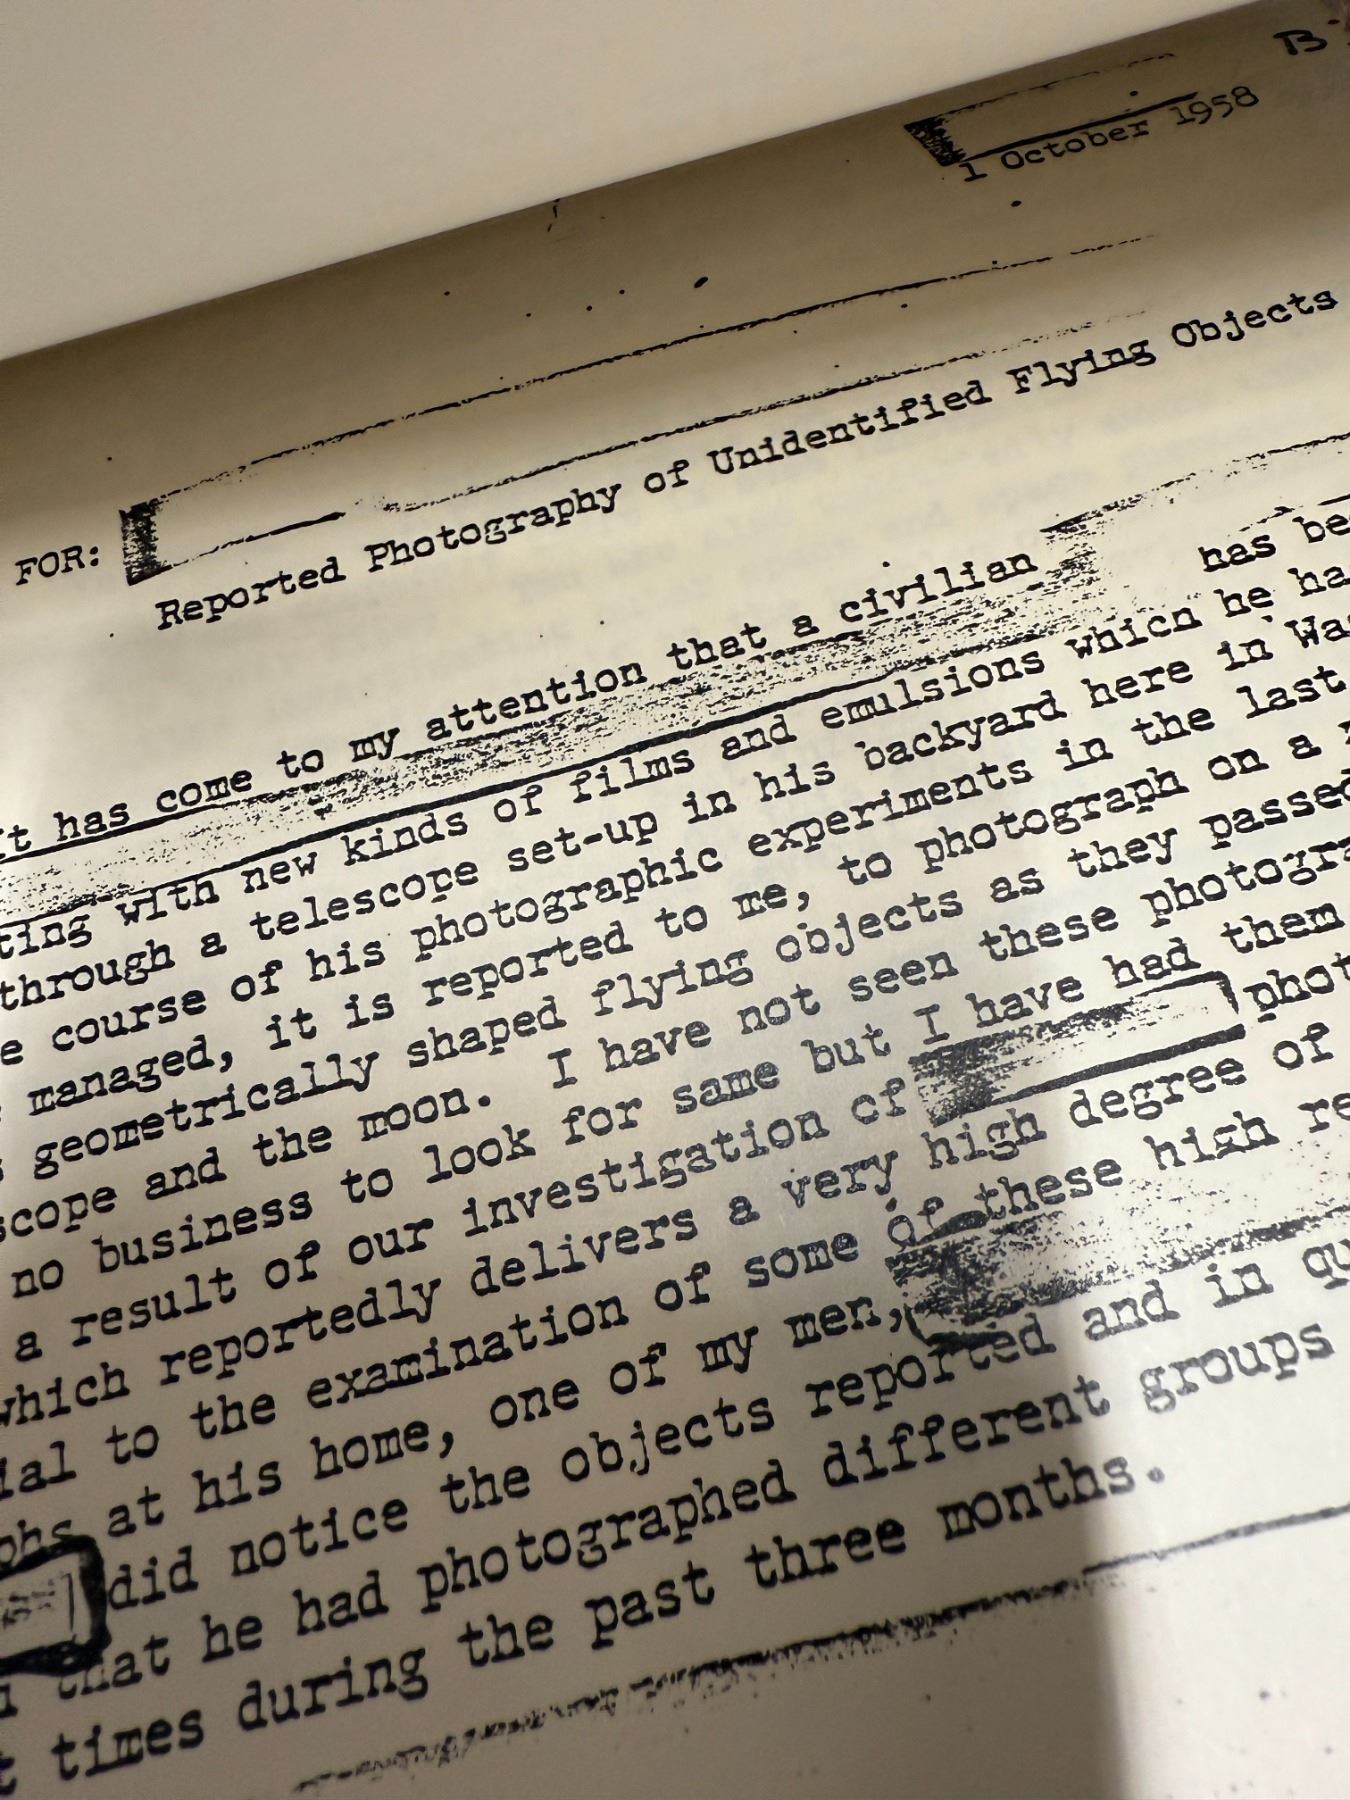 B
1 October 1958
FOR:
Reported Photography of Unidentified Flying Objects
t has come to my attention that a civilian has be
ting with new kinds of films and emulsions which he ha
through a telescope set-up in his backyard here in Was
e course of his photographic experiments in the last
managed, it is reported to me, to photograph on a
s geometrically shaped flying objects as they passed
scope and the moon. I have not seen these photogra
no business to look for same but I have had them
a result of our investigation of phot
which reportedly delivers a very high degree of
ial to the examination of some of these high re
phs at his home, one of my men,
did notice the objects reported and in qu
that he had photographed different groups
t times during the past three months.